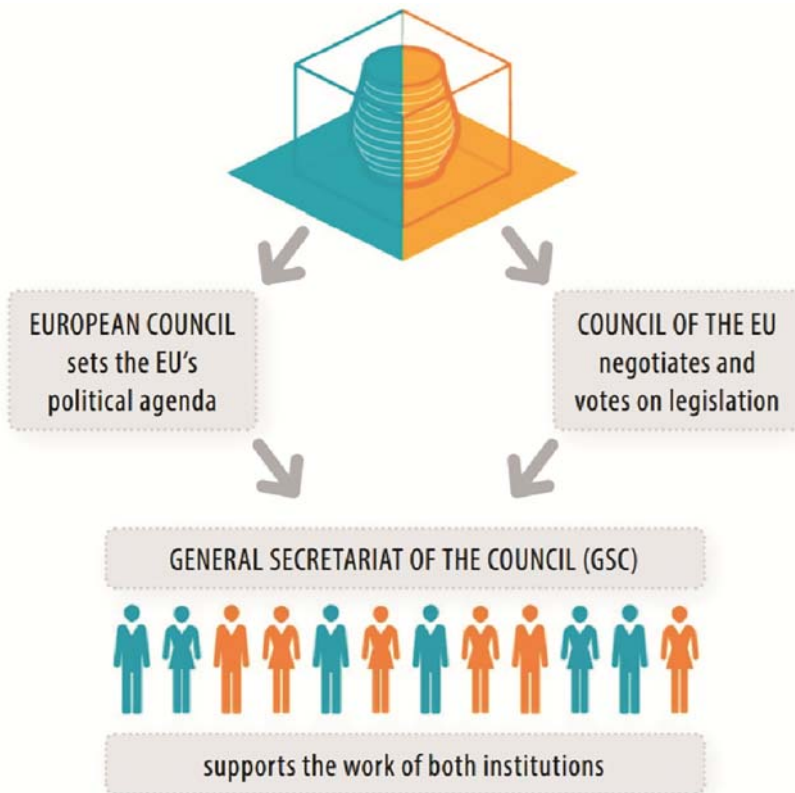 EUROPEAN COUNCIL
sets the EU's
political agenda
COUNCIL OF THE EU
negotiates and
votes on legislation
GENERAL SECRETARIAT OF THE COUNCIL (GSC)
supports the work of both institutions